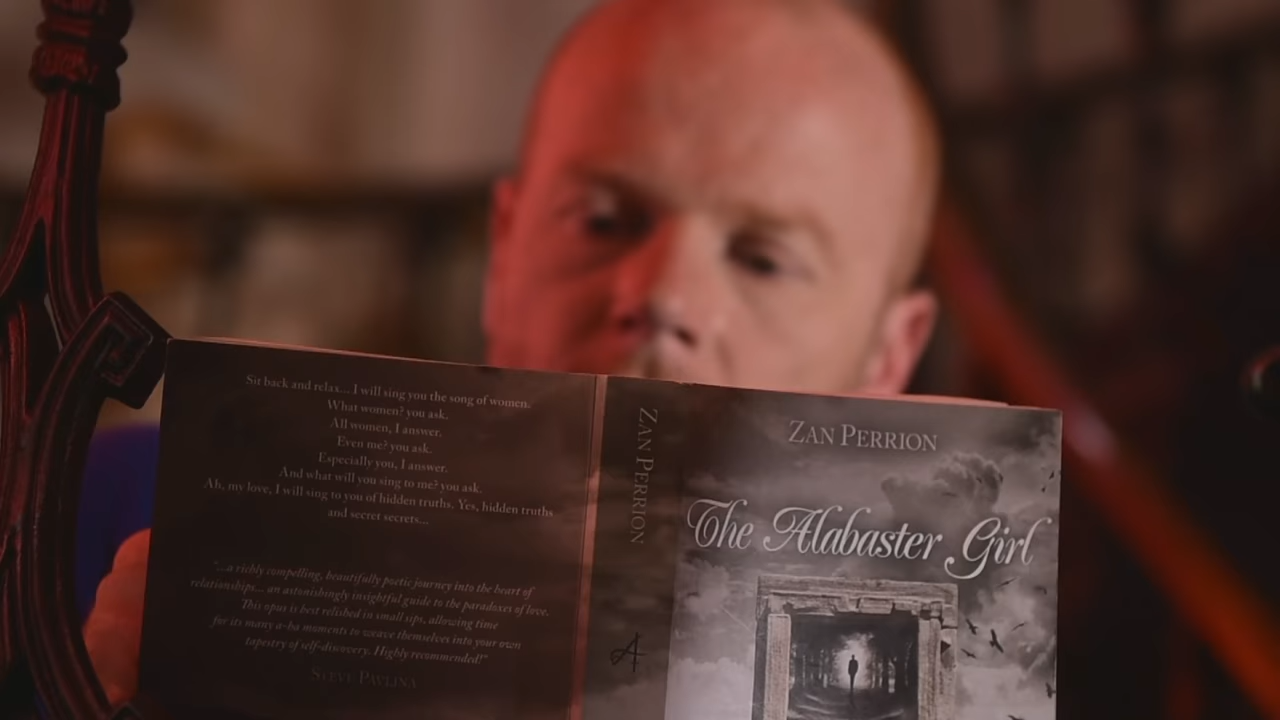 Sit back and relax... I will sing you the song of women.
What women? you ask.
All women, I answer.
Even me? you ask.
Especially you, I answer.
And what will you sing to me? you ask.
Ah, my love, I will sing to you of hidden truths. Yes, hidden truths
and secret secrets...
"...a richly compelling, beautifully poetic journey into the heart of
relationships... an astonishingly insightful guide to the paradoxes of love.
This opus is best relished in small sips, allowing time
for its many a-ha moments to weave themselves into your own
tapestry of self-discovery. Highly recommended!"
STEVE PAVLINA
ZAN PERRION
A
ZAN PERRION
The Alabaster Girl